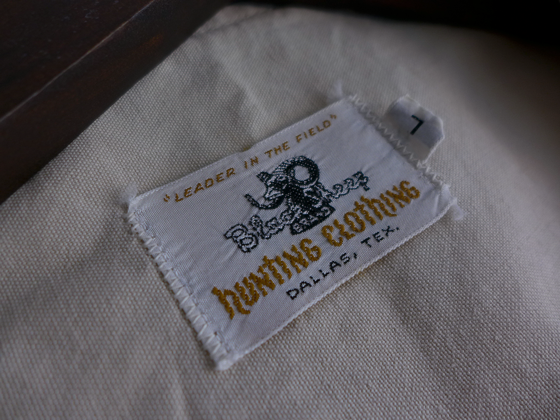 "LEADER IN THE FIELD"
Black Sheep
HUNTING CLOTHING
DALLAS, TEX.
L